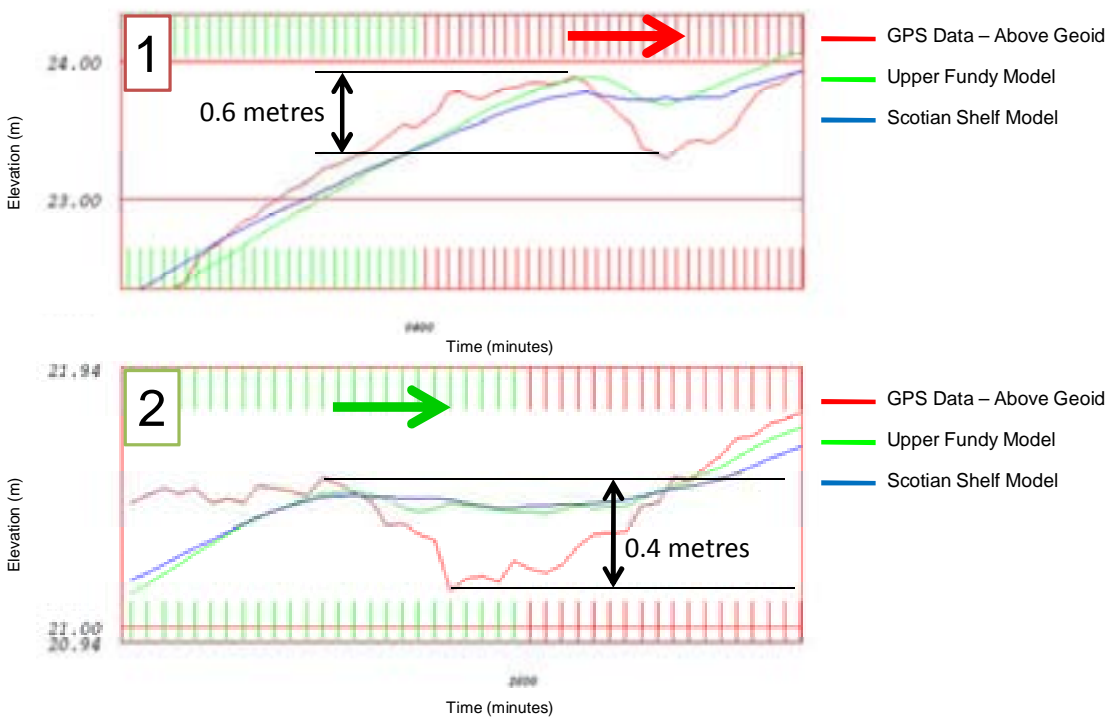 1
24.00
GPS Data – Above Geoid
Upper Fundy Model
Scotian Shelf Model
0.6 metres
Elevation (m)
23.00
Time (minutes)
21.94
2
GPS Data – Above Geoid
Upper Fundy Model
Scotian Shelf Model
Elevation (m)
0.4 metres
21.00
20.94
Time (minutes)